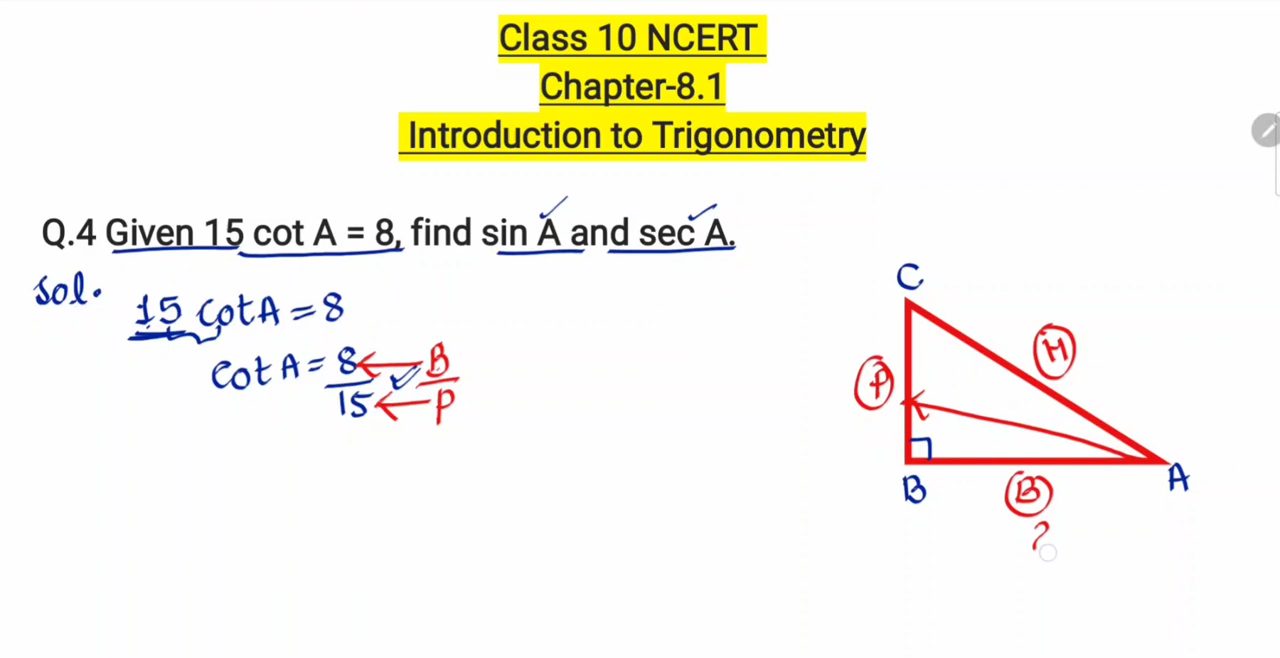 Class 10 NCERT
Chapter-8.1
Introduction to Trigonometry
Q.4 Given 15 cot A = 8, find sin A and sec A.
Sol.
15 cot A = 8
cot A = 8/15 B/P
C
P
H
B
B
A